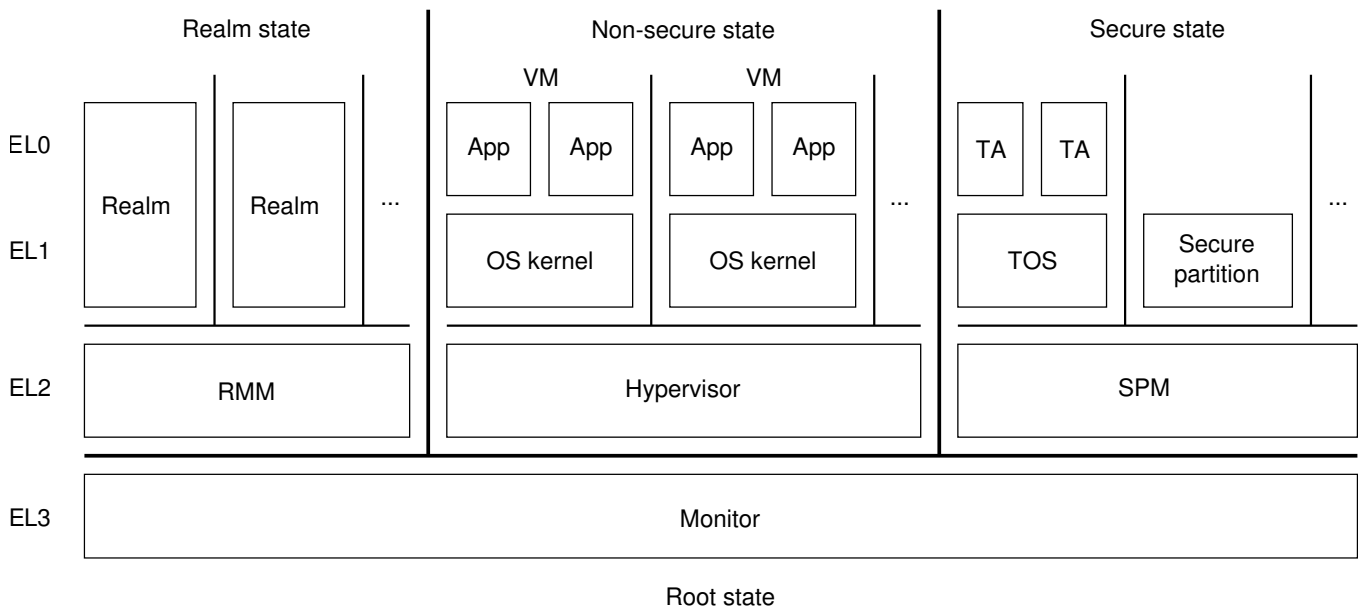 Realm state Non-secure state Secure state
VM VM
EL0 App App App App TA TA
Realm Realm ... ... ...
EL1 OS kernel OS kernel TOS Secure partition
EL2 RMM Hypervisor SPM
EL3 Monitor
Root state